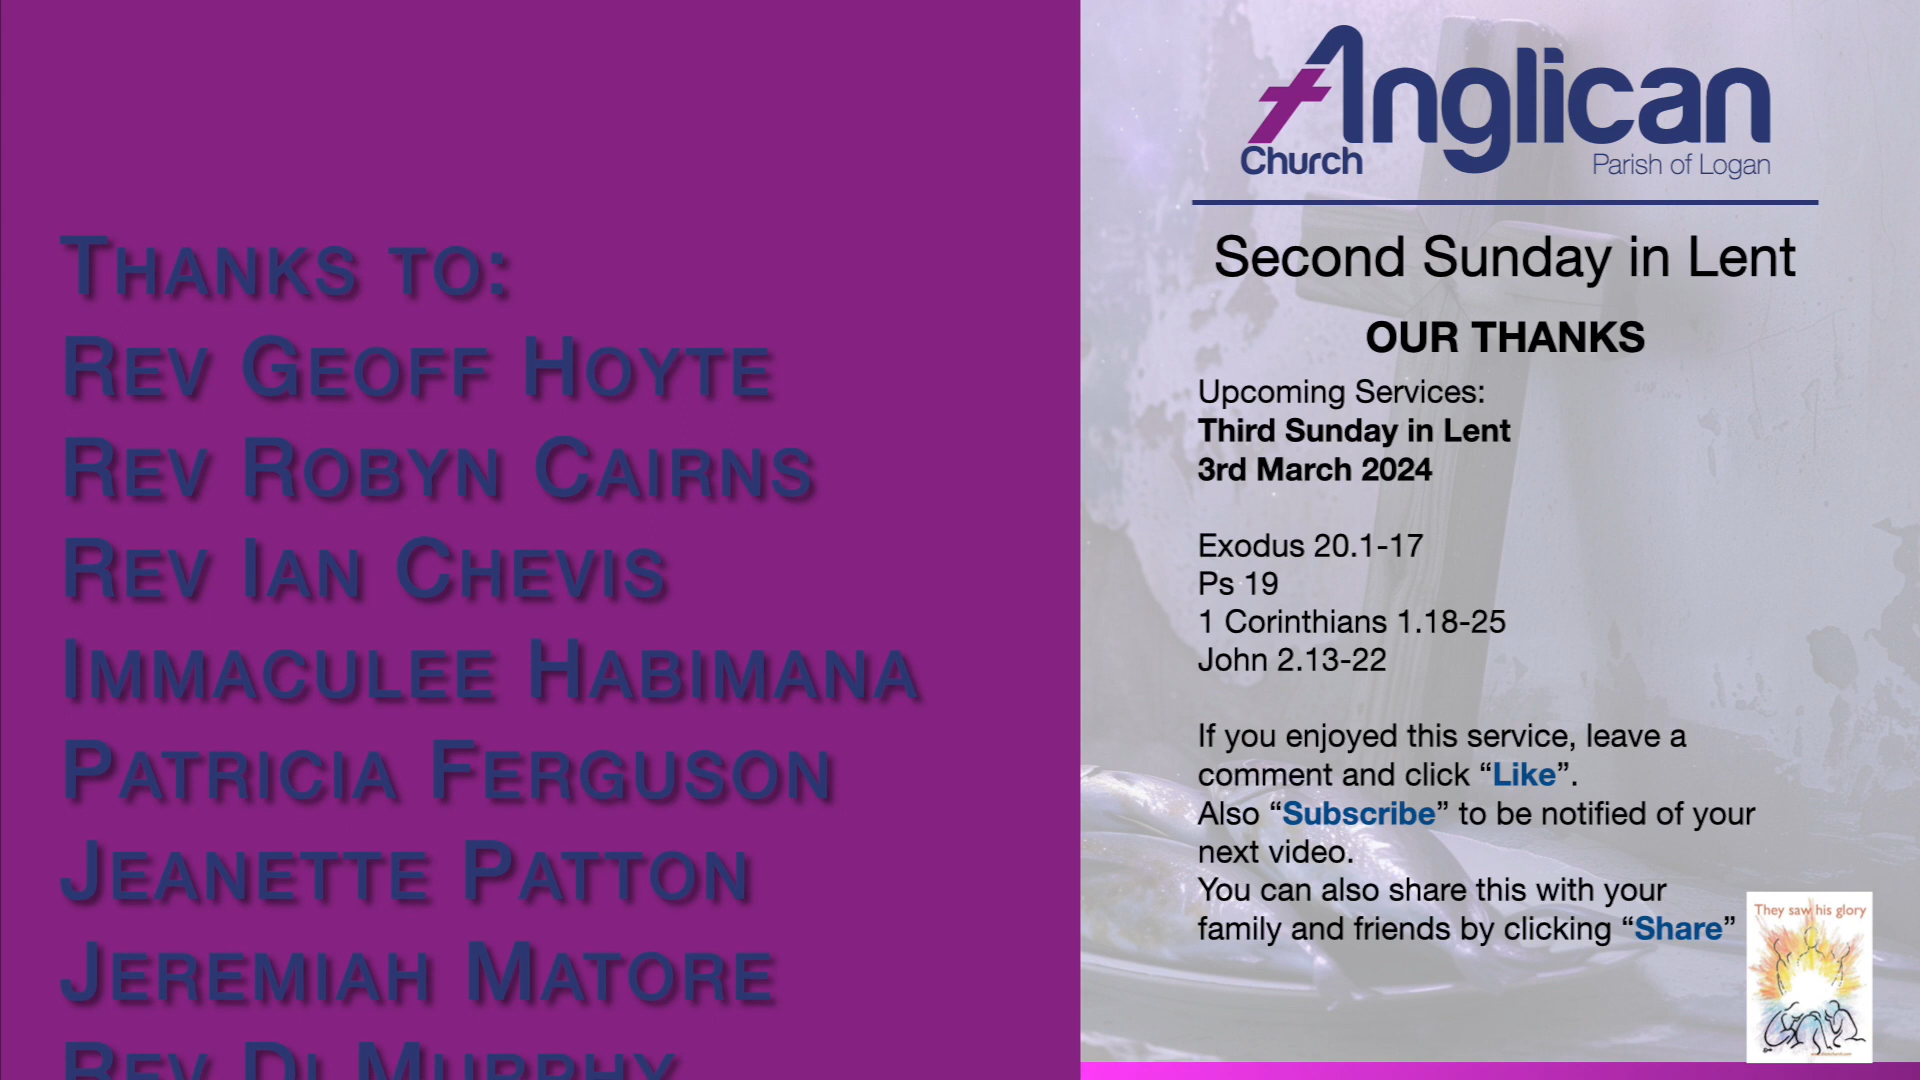 THANKS TO:
REV GEOFF HOYTE
REV ROBYN CAIRNS
REV IAN CHEVIS
IMMACULEE HABIMANA
PATRICIA FERGUSON
JEANETTE PATTON
JEREMIAH MATORE
REV DI MURPHY
Anglican
Church
Parish of Logan
Second Sunday in Lent
OUR THANKS
Upcoming Services:
Third Sunday in Lent
3rd March 2024
Exodus 20.1-17
Ps 19
1 Corinthians 1.18-25
John 2.13-22
If you enjoyed this service, leave a
comment and click “Like”.
Also “Subscribe” to be notified of your
next video.
You can also share this with your
family and friends by clicking “Share”
They saw his glory